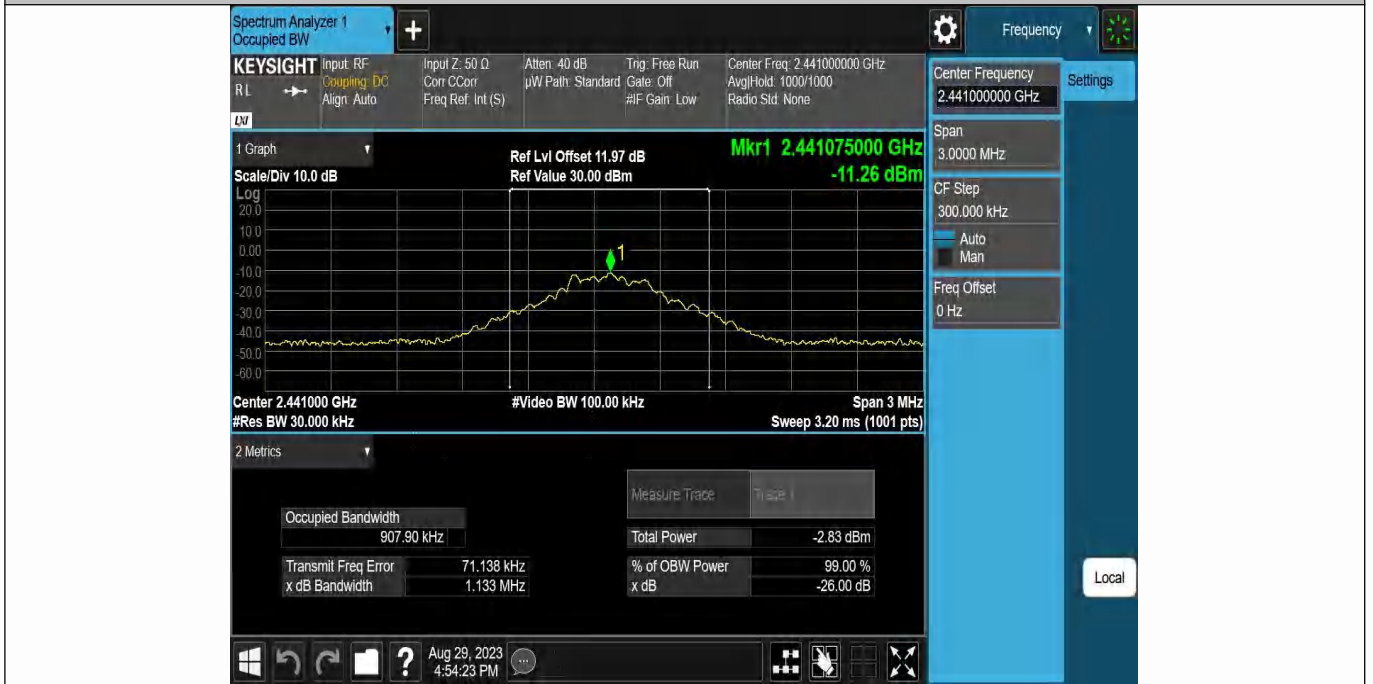 Spectrum Analyzer 1
Occupied BW
Frequency
KEYSIGHT
RL
LXI
Input: RF
Coupling: DC
Align: Auto
Input Z: 50 Ω
Corr CCorr
Freq Ref: Int (S)
Atten: 40 dB
µW Path: Standard
Trig: Free Run
Gate: Off
#IF Gain: Low
Center Freq: 2.441000000 GHz
Avg|Hold: 1000/1000
Radio Std: None
Center Frequency
2.441000000 GHz
Settings
Span
3.0000 MHz
CF Step
300.000 kHz
Auto
Man
Freq Offset
0 Hz
Local
1 Graph
Scale/Div 10.0 dB
Ref Lvl Offset 11.97 dB
Ref Value 30.00 dBm
Mkr1 2.441075000 GHz
-11.26 dBm
Log
20.0
10.0
0.00
-10.0
-20.0
-30.0
-40.0
-50.0
-60.0
1
Center 2.441000 GHz
#Res BW 30.000 kHz
#Video BW 100.00 kHz
Span 3 MHz
Sweep 3.20 ms (1001 pts)
2 Metrics
Measure Trace
Trace 1
Occupied Bandwidth
907.90 kHz
Total Power
-2.83 dBm
Transmit Freq Error
71.138 kHz
% of OBW Power
99.00 %
x dB Bandwidth
1.133 MHz
x dB
-26.00 dB
Aug 29, 2023
4:54:23 PM